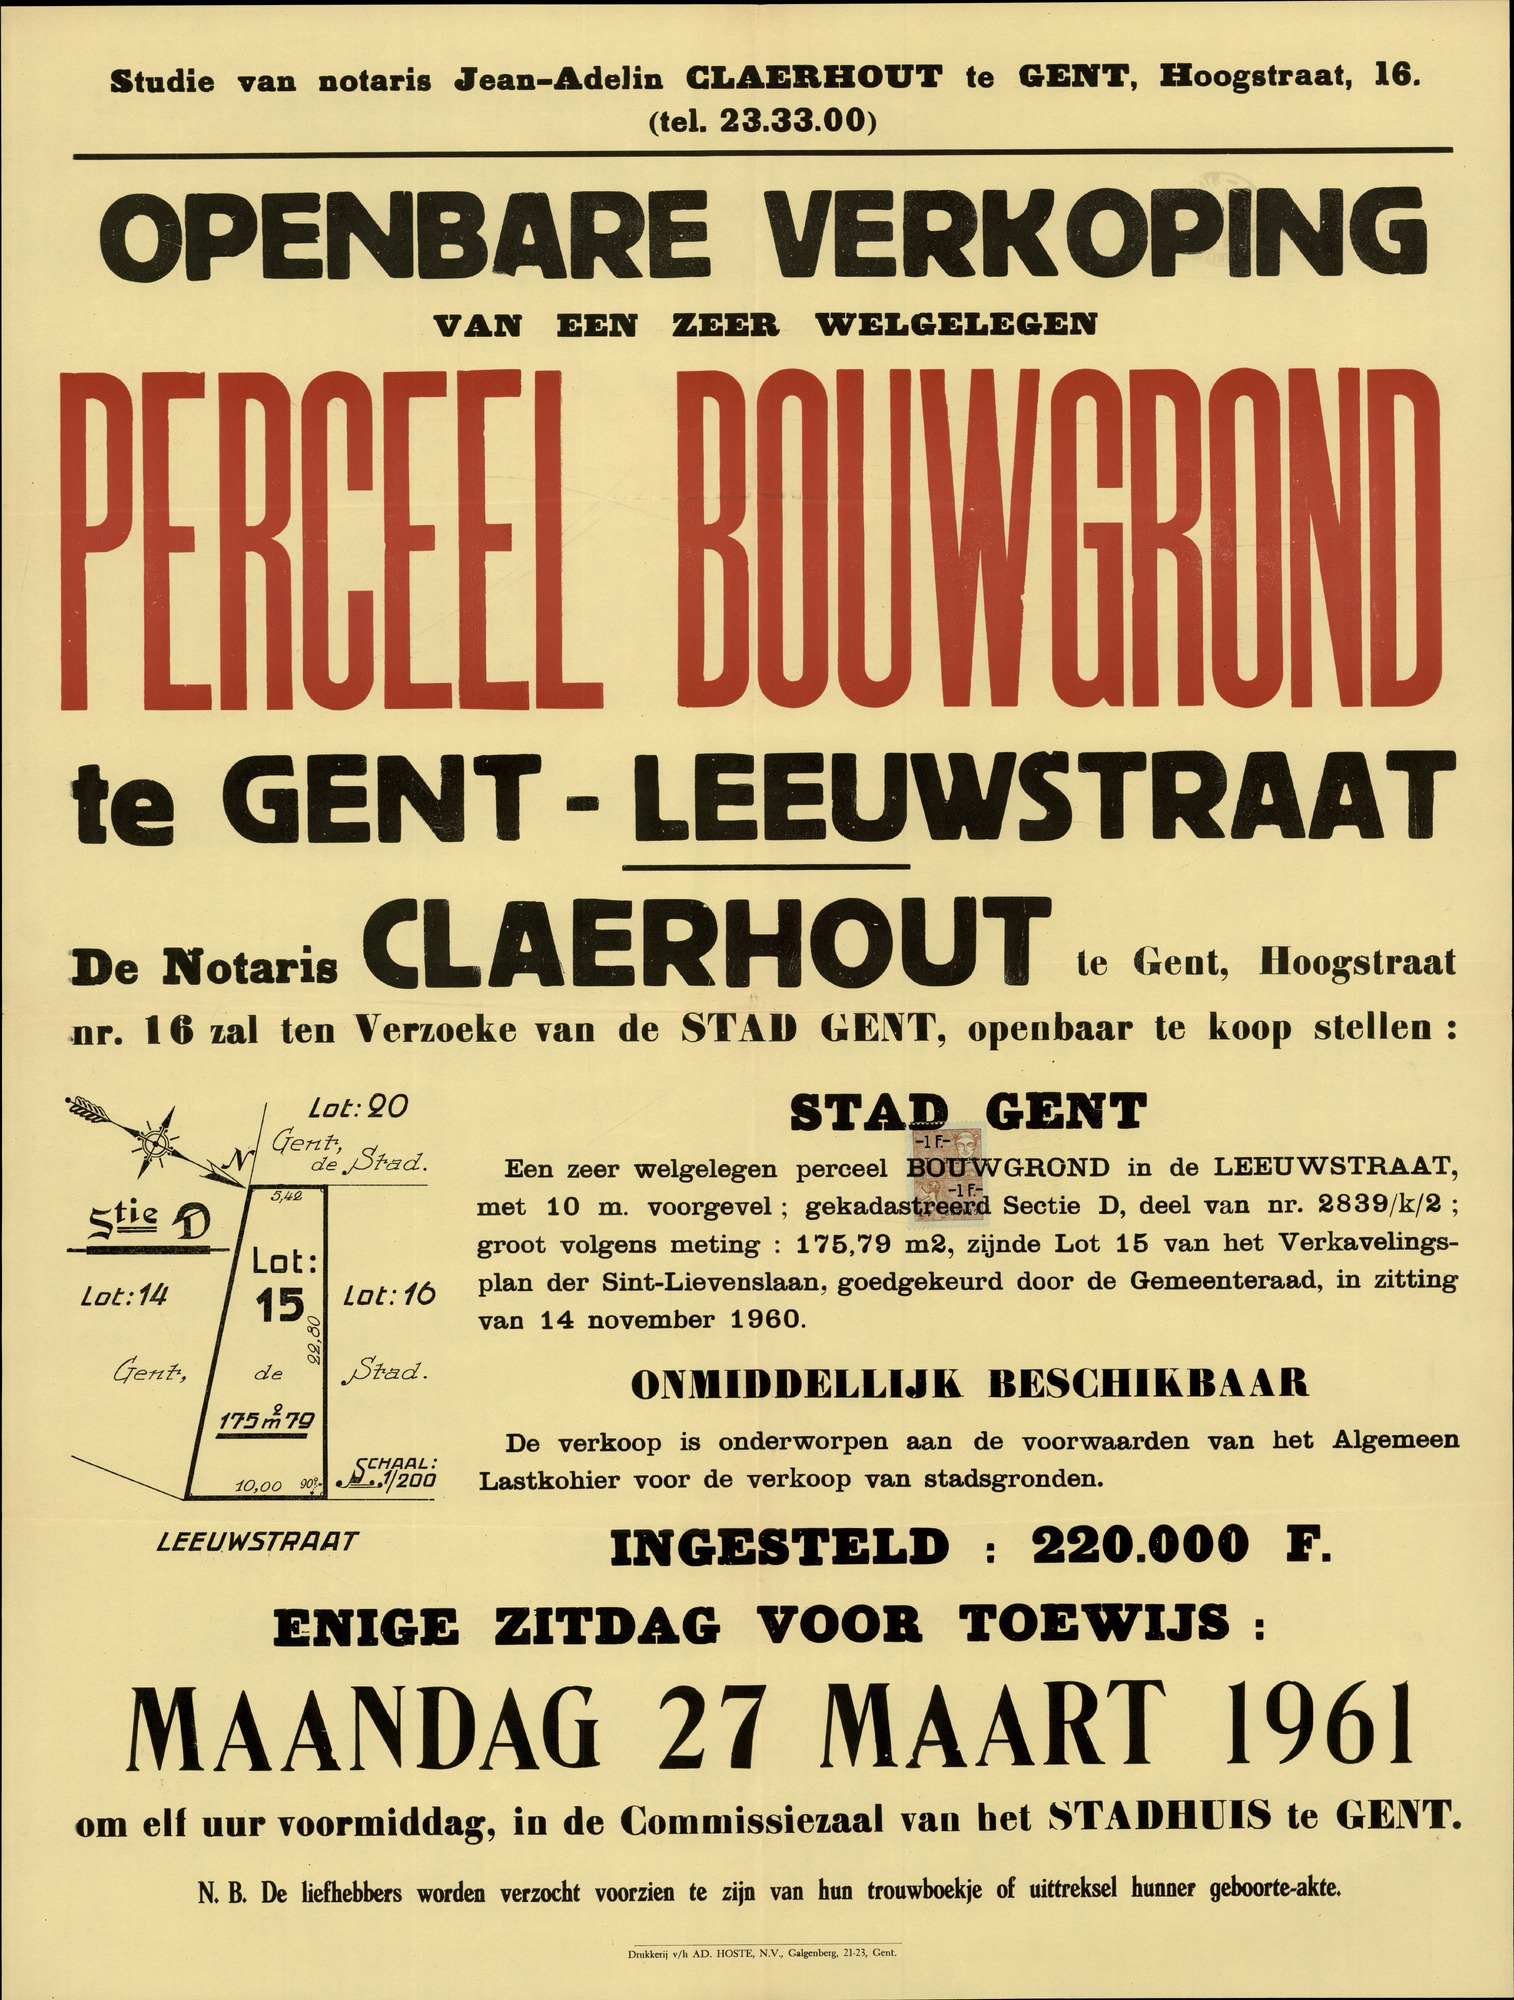 Studie van notaris Jean-Adelin CLAERHOUT te GENT, Hoogstraat, 16.
(tel. 23.33.00)
OPENBARE VERKOPING
VAN EEN ZEER WELGELEGEN
PERCEEL BOUWGROND
te GENT - LEEUWSTRAAT
De Notaris CLAERHOUT te Gent, Hoogstraat
nr. 16 zal ten Verzoeke van de STAD GENT, openbaar te koop stellen :
N
Lot: 20
Gent,
de Stad.
5,42
Stie D
Lot:
15
Lot: 14
Lot: 16
22,80
Gent,
de
Stad.
175 m² 79
SCHAAL:
1/200
10,00
90°
LEEUWSTRAAT
STAD GENT
-1 F.-
-1 F.-
Een zeer welgelegen perceel BOUWGROND in de LEEUWSTRAAT,
met 10 m. voorgevel ; gekadastreerd Sectie D, deel van nr. 2839/k/2 ;
groot volgens meting : 175,79 m2, zijnde Lot 15 van het Verkavelings-
plan der Sint-Lievenslaan, goedgekeurd door de Gemeenteraad, in zitting
van 14 november 1960.
ONMIDDELLIJK BESCHIKBAAR
De verkoop is onderworpen aan de voorwaarden van het Algemeen
Lastkohier voor de verkoop van stadsgronden.
INGESTELD : 220.000 F.
ENIGE ZITDAG VOOR TOEWIJS :
MAANDAG 27 MAART 1961
om elf uur voormiddag, in de Commissiezaal van het STADHUIS te GENT.
N. B. De liefhebbers worden verzocht voorzien te zijn van hun trouwboekje of uittreksel hunner geboorte-akte.
Drukkerij v/h AD. HOSTE, N.V., Galgenberg, 21-23, Gent.